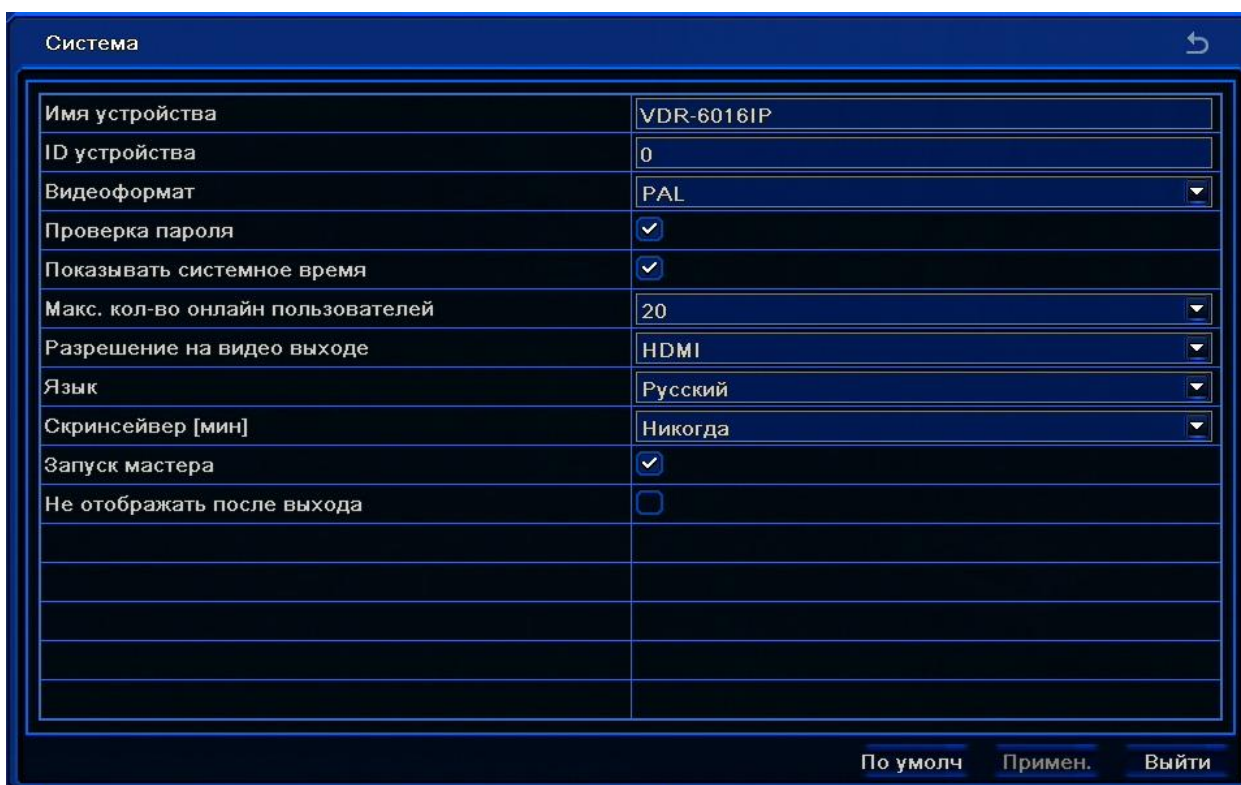 Система
Имя устройства VDR-6016IP
ID устройства 0
Видеоформат PAL
Проверка пароля
Показывать системное время
Макс. кол-во онлайн пользователей 20
Разрешение на видео выходе HDMI
Язык Русский
Скринсейвер [мин] Никогда
Запуск мастера
Не отображать после выхода
По умолч Примен. Выйти